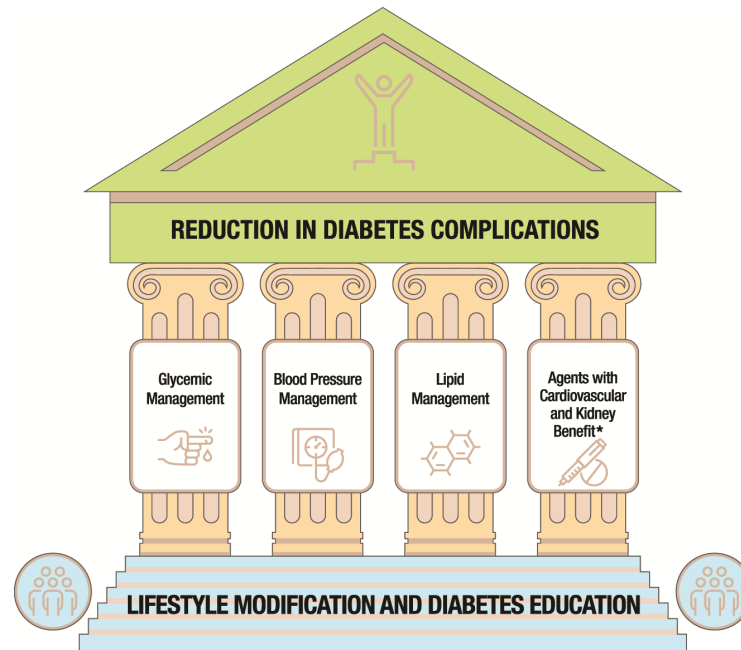 REDUCTION IN DIABETES COMPLICATIONS
Glycemic
Management
Blood Pressure
Management
Lipid
Management
Agents with
Cardiovascular
and Kidney
Benefit*
LIFESTYLE MODIFICATION AND DIABETES EDUCATION